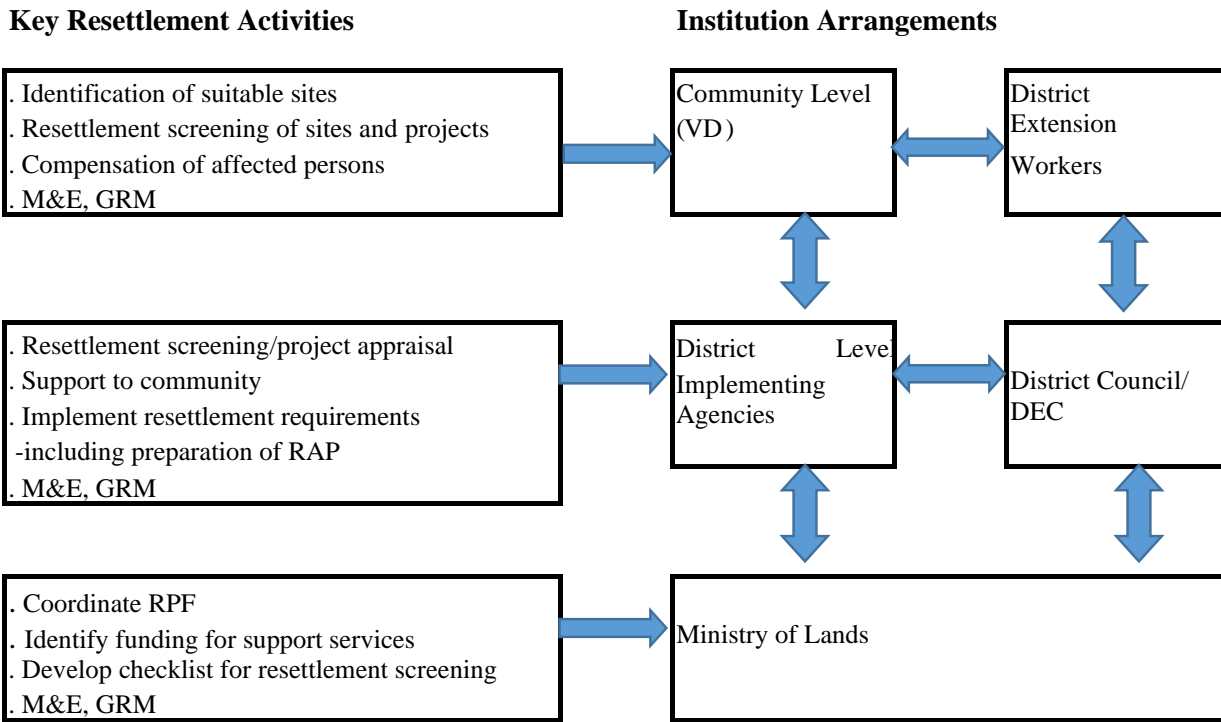 Key Resettlement Activities
Institution Arrangements
. Identification of suitable sites
. Resettlement screening of sites and projects
. Compensation of affected persons
. M&E, GRM
Community Level
(VD)
District
Extension
Workers
. Resettlement screening/project appraisal
. Support to community
. Implement resettlement requirements
-including preparation of RAP
. M&E, GRM
District Level
Implementing
Agencies
District Council/
DEC
. Coordinate RPF
. Identify funding for support services
. Develop checklist for resettlement screening
. M&E, GRM
Ministry of Lands